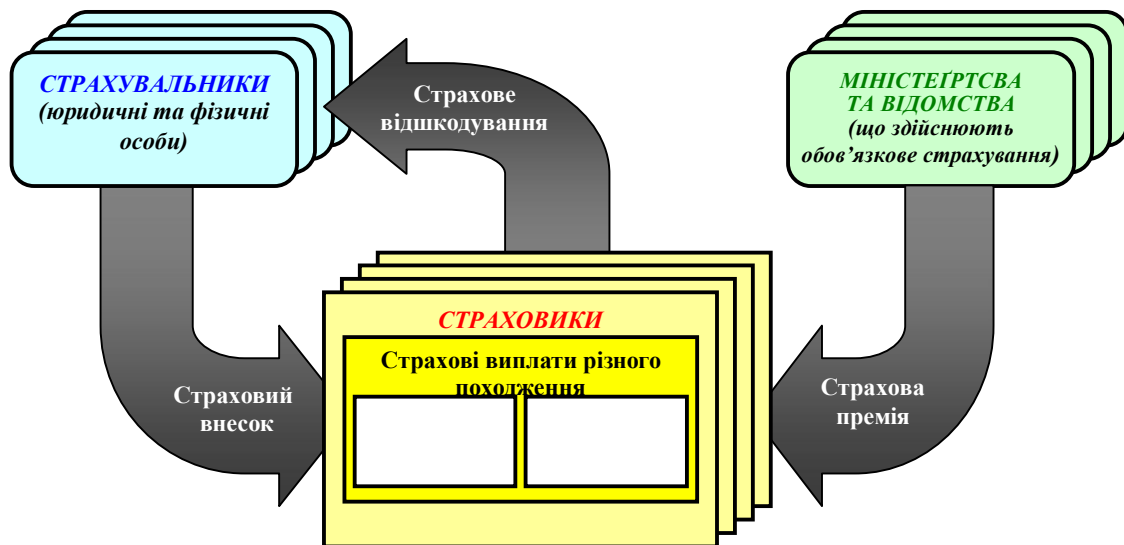 СТРАХУВАЛЬНИКИ
(юридичні та фізичні
особи)
Страхове
відшкодування
МІНІСТЕҐРТСВА
ТА ВІДОМСТВА
(що здійснюють
обов’язкове страхування)
СТРАХОВИКИ
Страхові виплати різного
походження
Страховий
внесок
Страхова
премія